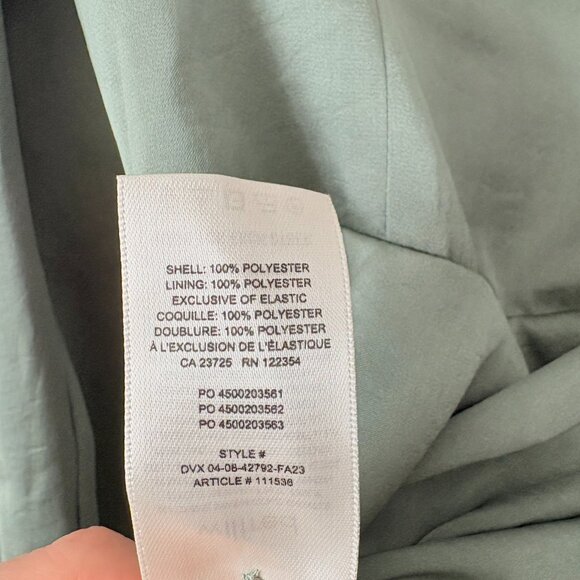 SHELL: 100% POLYESTER
LINING: 100% POLYESTER
EXCLUSIVE OF ELASTIC
COQUILLE: 100% POLYESTER
DOUBLURE: 100% POLYESTER
À L'EXCLUSION DE L'ÉLASTIQUE
CA 23725 RN 122354
PO 4500203561
PO 4500203562
PO 4500203563
STYLE #
DVX 04-08-42792-FA23
ARTICLE # 111536